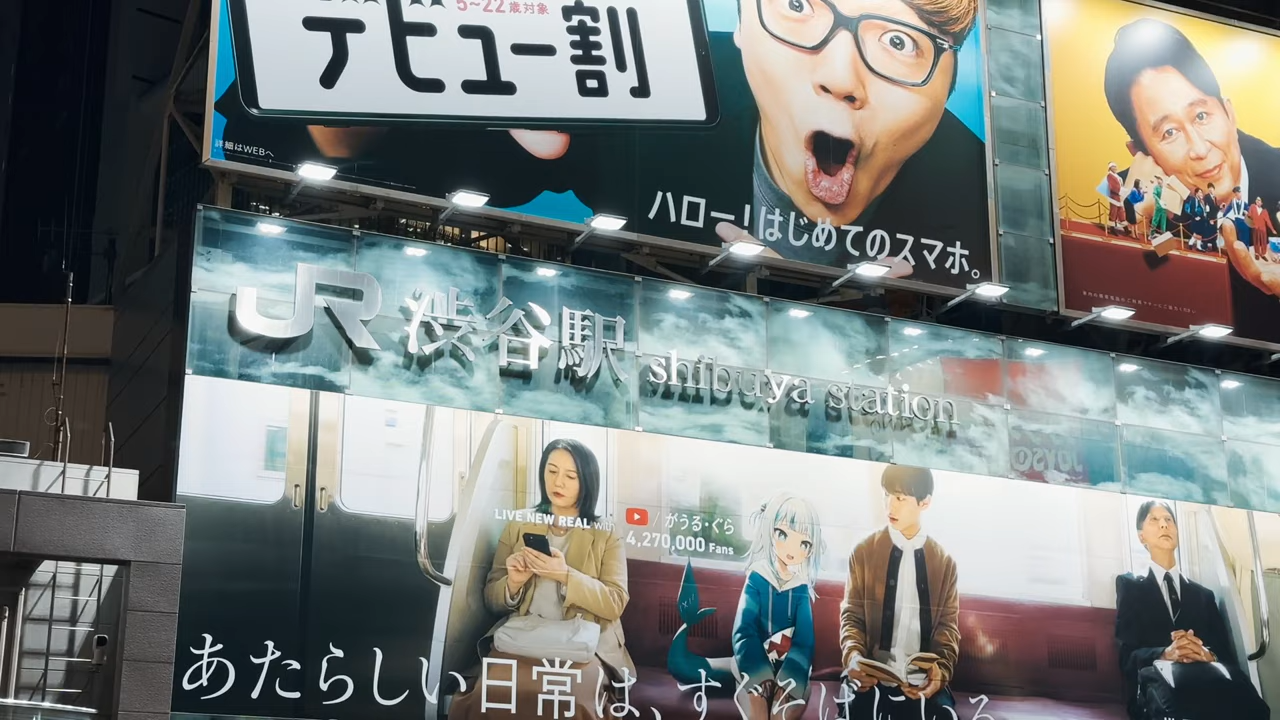 5~22歳対象
デビュー割
詳細はWEBへ
ハロー!はじめてのスマホ。
JR 渋谷駅 shibuya station
LIVE NEW REAL with
/ がうる・ぐら
4,270,000 Fans
あたらしい日常は、すぐそばにいる